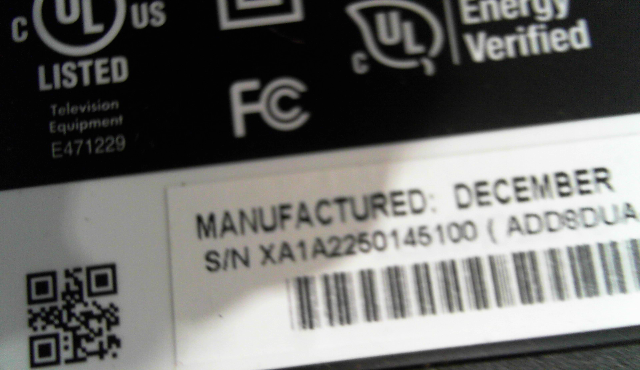 C UL US
LISTED
Television
Equipment
E471229
FC
UL
C
Energy
Verified
MANUFACTURED: DECEMBER
S/N XA1A2250145100 ( ADD8DUA